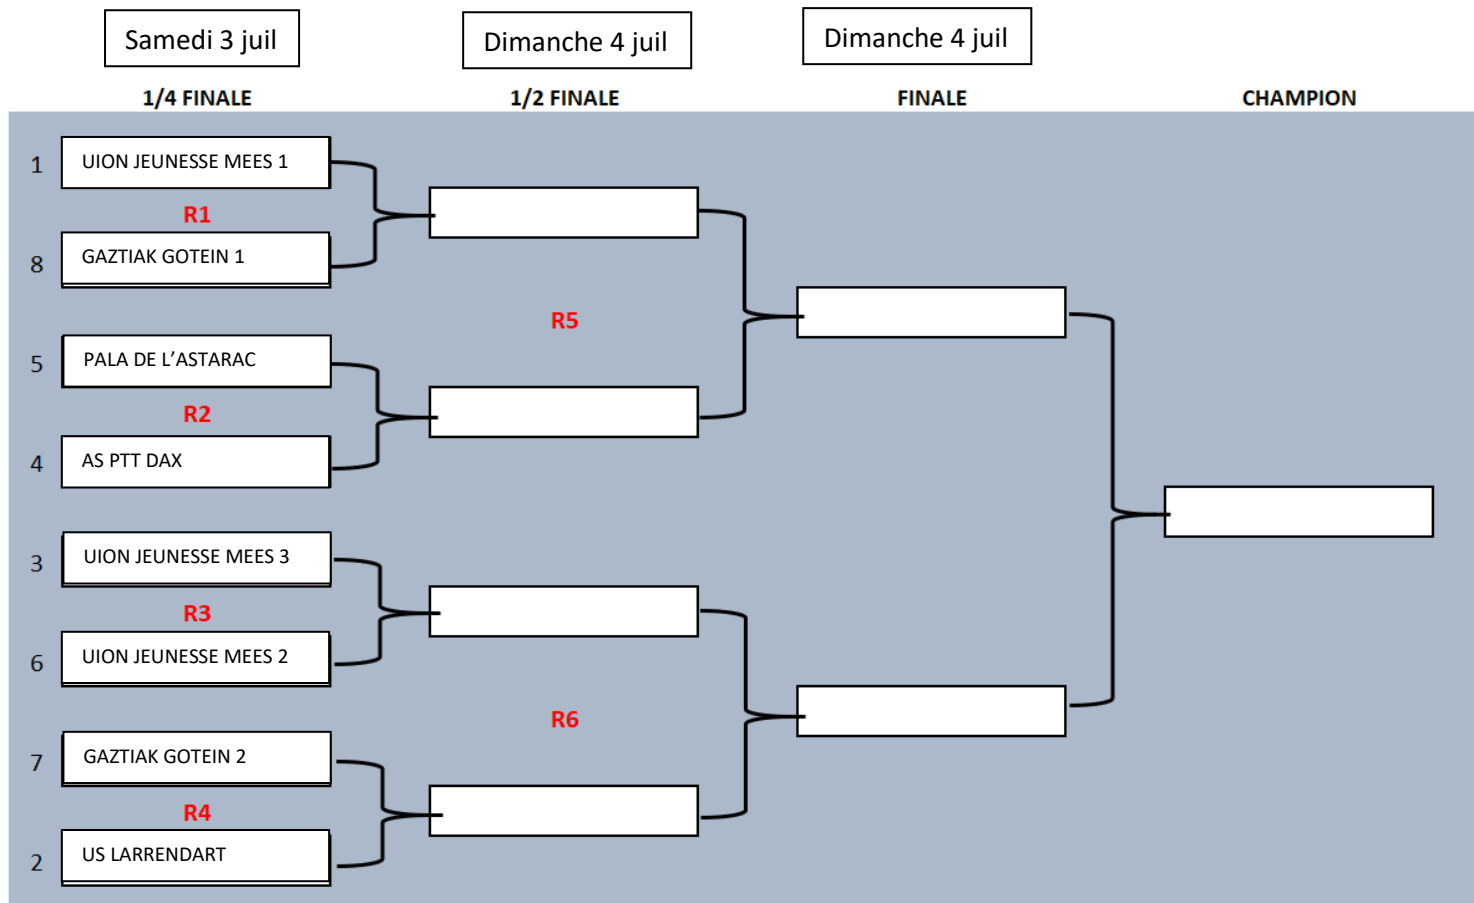 Samedi 3 juil
Dimanche 4 juil
Dimanche 4 juil
1/4 FINALE
1/2 FINALE
FINALE
CHAMPION
1
UION JEUNESSE MEES 1
R1
8
GAZTIAK GOTEIN 1
R5
5
PALA DE L’ASTARAC
R2
4
AS PTT DAX
3
UION JEUNESSE MEES 3
R3
6
UION JEUNESSE MEES 2
R6
7
GAZTIAK GOTEIN 2
R4
2
US LARRENDART